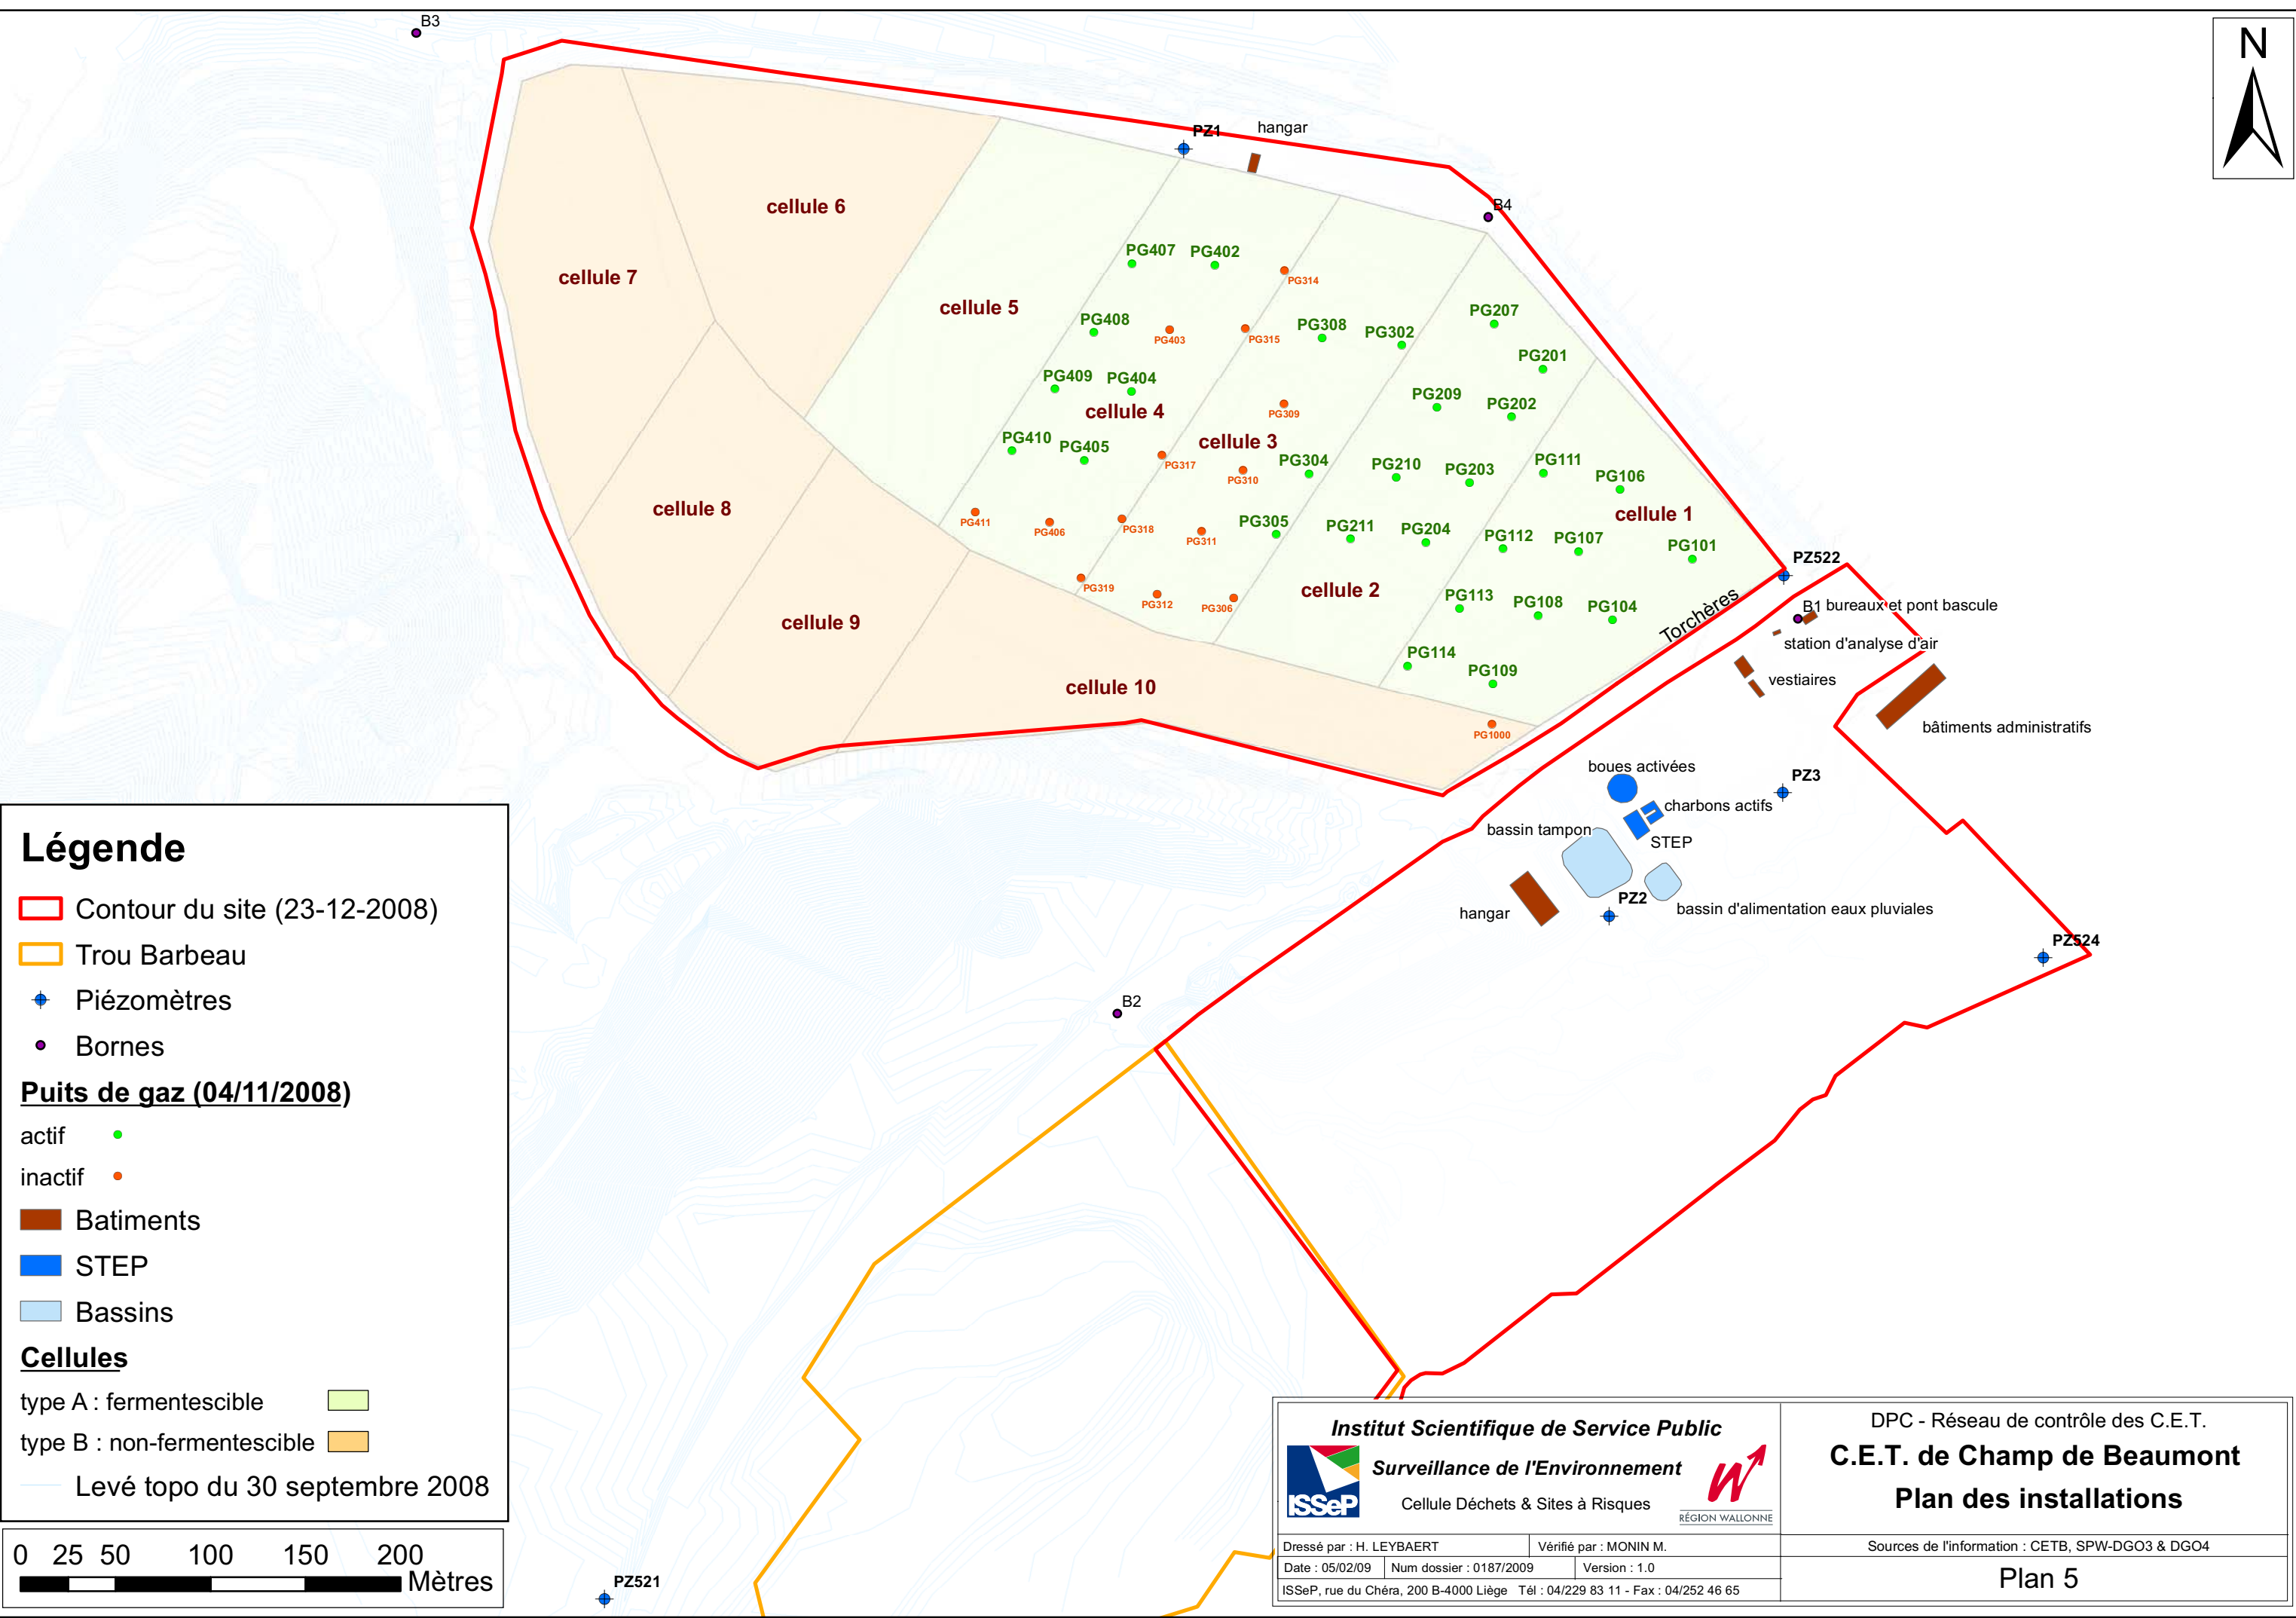 B3
N
PZ1
hangar
B4
cellule 6
cellule 7
cellule 5
PG407
PG402
PG314
PG408
PG403
PG315
PG308
PG302
PG207
PG201
PG409
PG404
cellule 4
PG309
PG209
PG202
PG410
PG405
PG317
cellule 3
PG310
PG304
PG210
PG203
PG111
PG106
cellule 8
PG411
PG406
PG318
PG311
PG305
PG211
PG204
PG112
PG107
cellule 1
PG101
PZ522
PG319
PG312
PG306
cellule 2
PG113
PG108
PG104
Torchères
B1 bureaux et pont bascule
station d'analyse d'air
cellule 9
PG114
PG109
vestiaires
cellule 10
PG1000
bâtiments administratifs
boues activées
PZ3
charbons actifs
bassin tampon
STEP
PZ2
hangar
bassin d'alimentation eaux pluviales
PZ524
B2
PZ521
Légende
Contour du site (23-12-2008)
Trou Barbeau
Piézomètres
Bornes
Puits de gaz (04/11/2008)
actif
inactif
Batiments
STEP
Bassins
Cellules
type A : fermentescible
type B : non-fermentescible
Levé topo du 30 septembre 2008
0 25 50 100 150 200
Mètres
Institut Scientifique de Service Public
Surveillance de l'Environnement
Cellule Déchets & Sites à Risques
ISSeP
W
RÉGION WALLONNE
Dressé par : H. LEYBAERT
Vérifié par : MONIN M.
Date : 05/02/09
Num dossier : 0187/2009
Version : 1.0
ISSeP, rue du Chéra, 200 B-4000 Liège Tél : 04/229 83 11 - Fax : 04/252 46 65
DPC - Réseau de contrôle des C.E.T.
C.E.T. de Champ de Beaumont
Plan des installations
Sources de l'information : CETB, SPW-DGO3 & DGO4
Plan 5